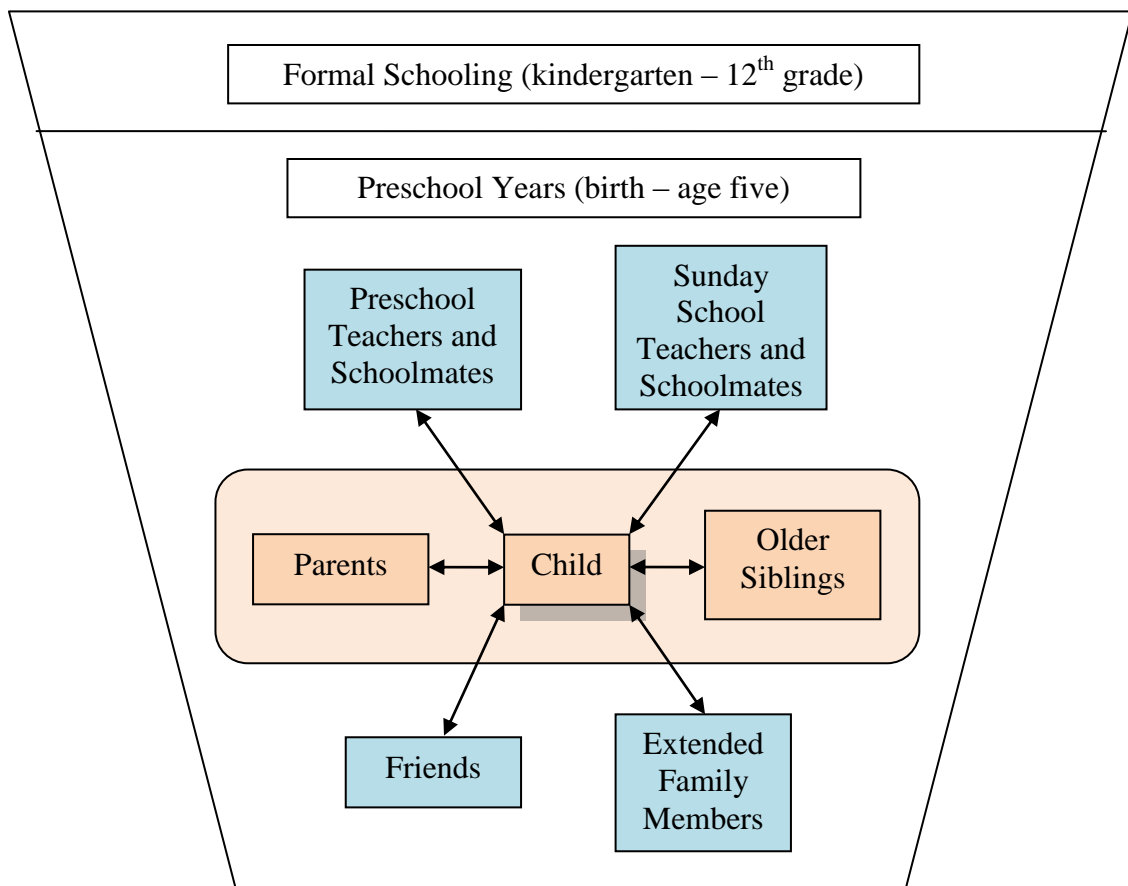 Formal Schooling (kindergarten – 12th grade)
Preschool Years (birth – age five)
Preschool
Teachers and
Schoolmates
Sunday
School
Teachers and
Schoolmates
Parents
Child
Older
Siblings
Friends
Extended
Family
Members